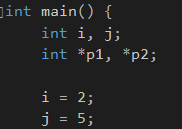 int main() {
    int i, j;
    int *p1, *p2;

    i = 2;
    j = 5;